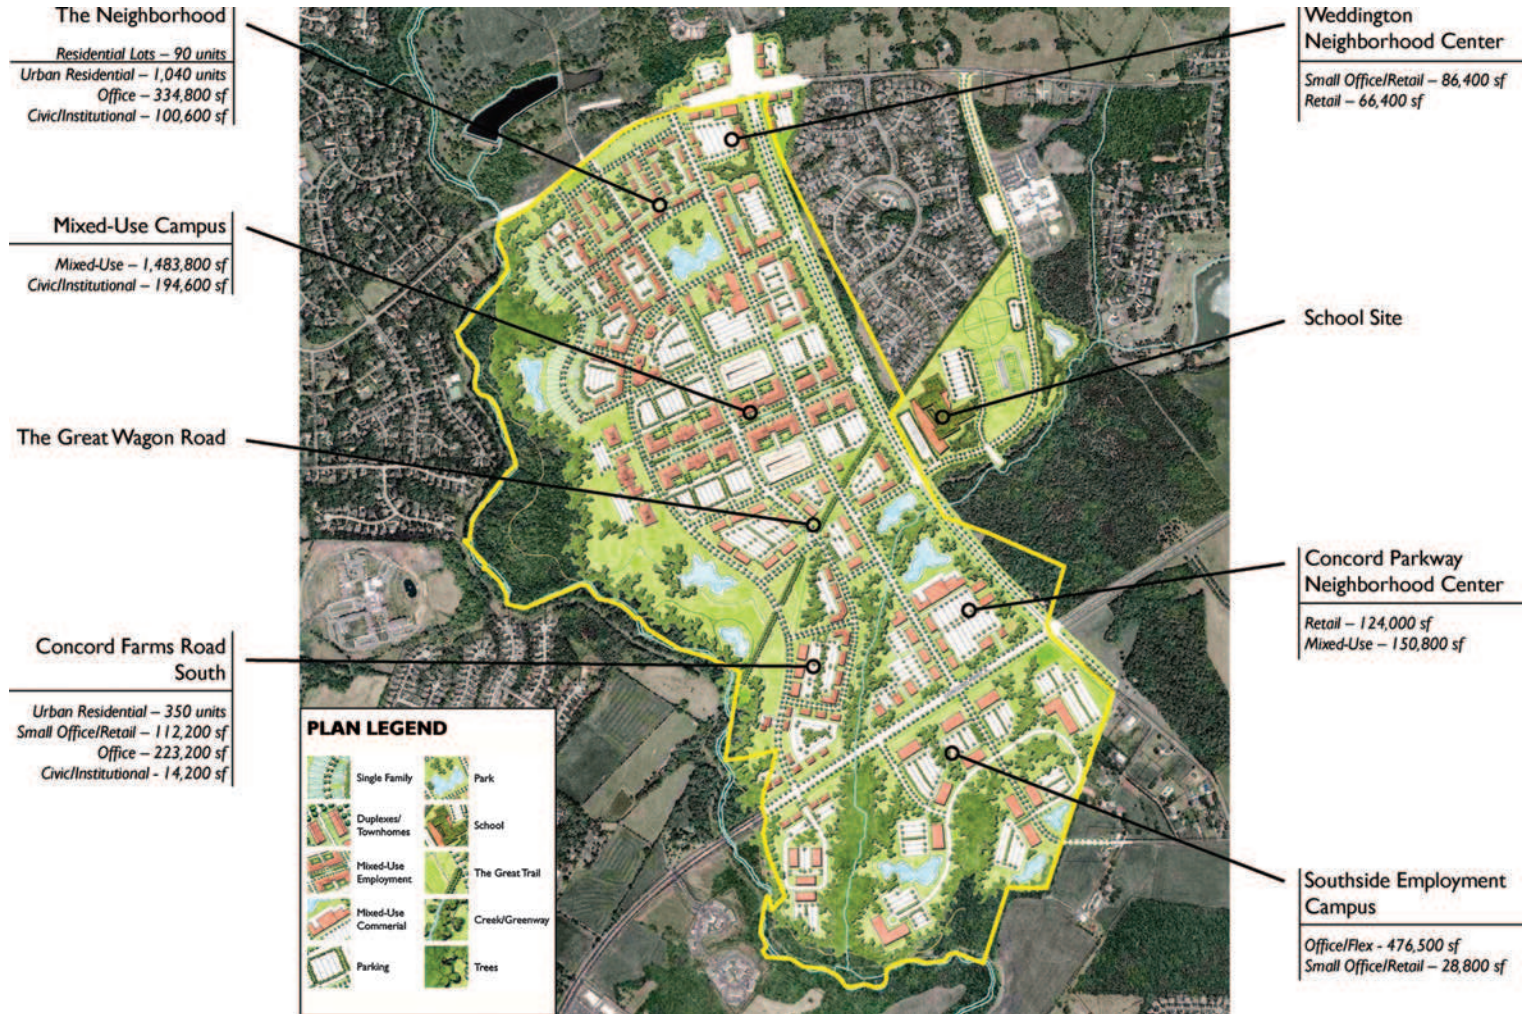 The Neighborhood
Residential Lots – 90 units
Urban Residential – 1,040 units
Office – 334,800 sf
Civic/Institutional – 100,600 sf
Mixed-Use Campus
Mixed-Use – 1,483,800 sf
Civic/Institutional – 194,600 sf
The Great Wagon Road
Concord Farms Road
South
Urban Residential – 350 units
Small Office/Retail – 112,200 sf
Office – 223,200 sf
Civic/Institutional - 14,200 sf
Weddington
Neighborhood Center
Small Office/Retail – 86,400 sf
Retail – 66,400 sf
School Site
Concord Parkway
Neighborhood Center
Retail – 124,000 sf
Mixed-Use – 150,800 sf
Southside Employment
Campus
Office/Flex - 476,500 sf
Small Office/Retail – 28,800 sf
PLAN LEGEND
Single Family
Duplexes/
Townhomes
Mixed-Use
Employment
Mixed-Use
Commerial
Parking
Park
School
The Great Trail
Creek/Greenway
Trees